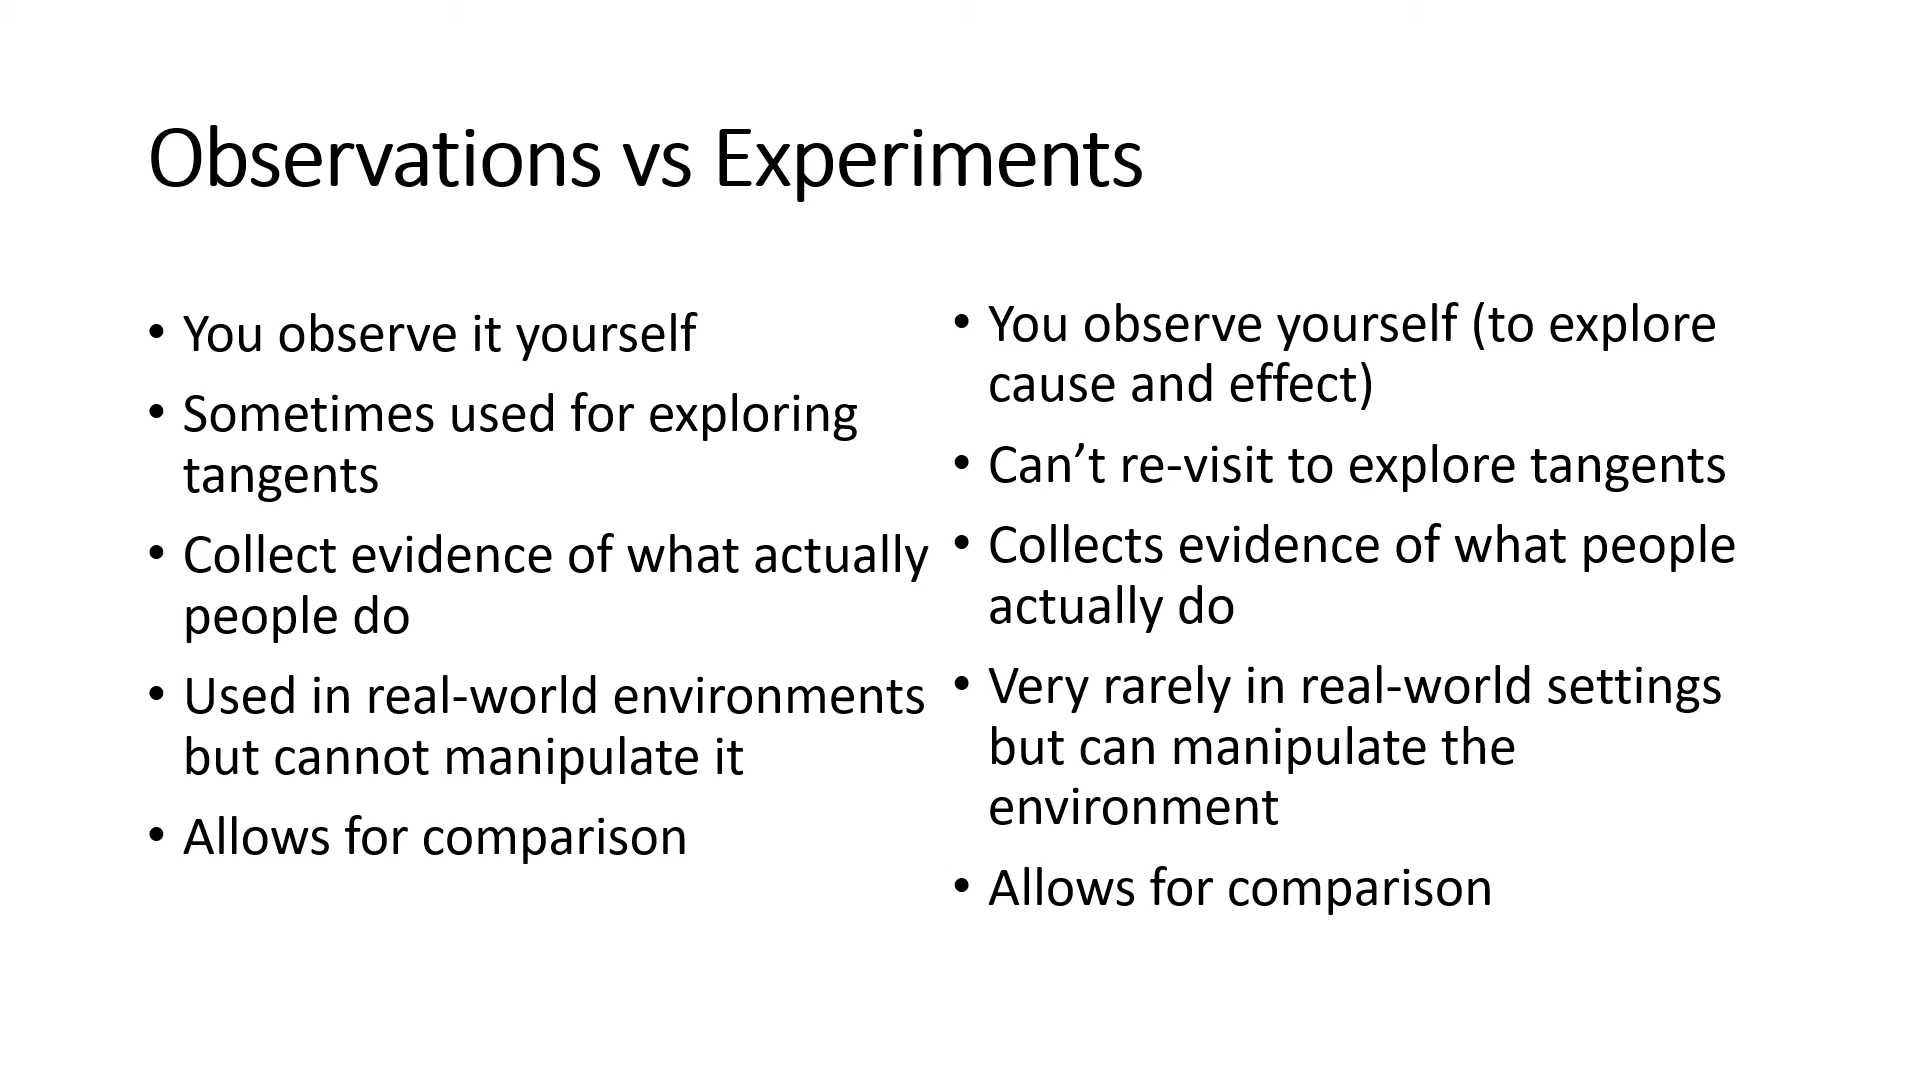 Observations vs Experiments
• You observe it yourself
• Sometimes used for exploring
tangents
• Collect evidence of what actually
people do
• Used in real-world environments
but cannot manipulate it
• Allows for comparison
• You observe yourself (to explore
cause and effect)
• Can’t re-visit to explore tangents
• Collects evidence of what people
actually do
• Very rarely in real-world settings
but can manipulate the
environment
• Allows for comparison